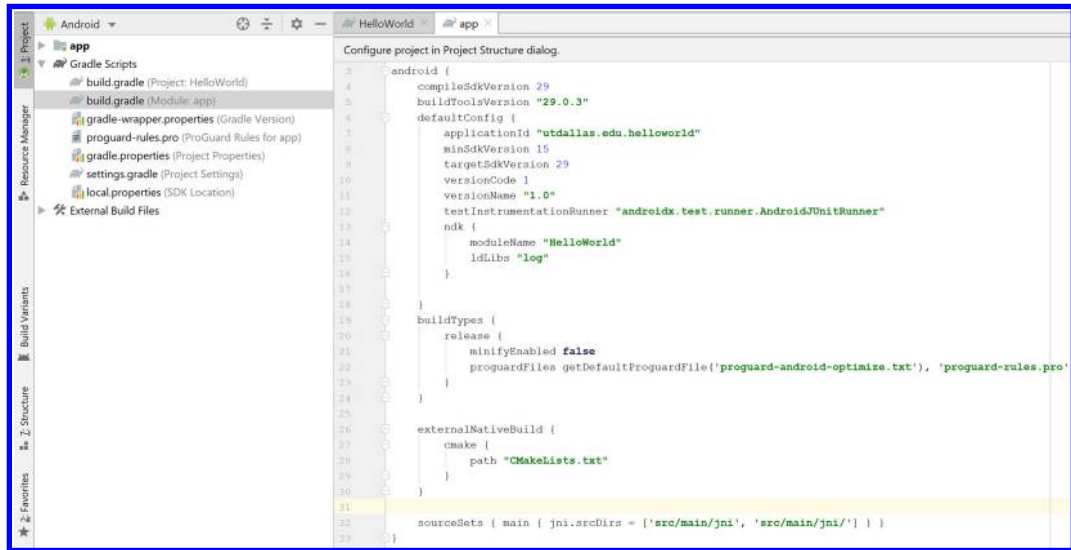 1: Project
Resource Manager
Build Variants
7: Structure
2: Favorites
Android
app
Gradle Scripts
build.gradle (Project: HelloWorld)
build.gradle (Module: app)
gradle-wrapper.properties (Gradle Version)
proguard-rules.pro (ProGuard Rules for app)
gradle.properties (Project Properties)
settings.gradle (Project Settings)
local.properties (SDK Location)
External Build Files
HelloWorld
app
Configure project in Project Structure dialog.
3 android {
4 compileSdkVersion 29
5 buildToolsVersion "29.0.3"
6 defaultConfig {
7 applicationId "utdallas.edu.helloworld"
8 minSdkVersion 15
9 targetSdkVersion 29
10 versionCode 1
11 versionName "1.0"
12 testInstrumentationRunner "androidx.test.runner.AndroidJUnitRunner"
13 ndk {
14 moduleName "HelloWorld"
15 ldLibs "log"
16 }
17
18 }
19 buildTypes {
20 release {
21 minifyEnabled false
22 proguardFiles getDefaultProguardFile('proguard-android-optimize.txt'), 'proguard-rules.pro'
23 }
24 }
25
26 externalNativeBuild {
27 cmake {
28 path "CMakeLists.txt"
29 }
30 }
31
32 sourceSets { main { jni.srcDirs = ['src/main/jni', 'src/main/jni/'] } }
33 }